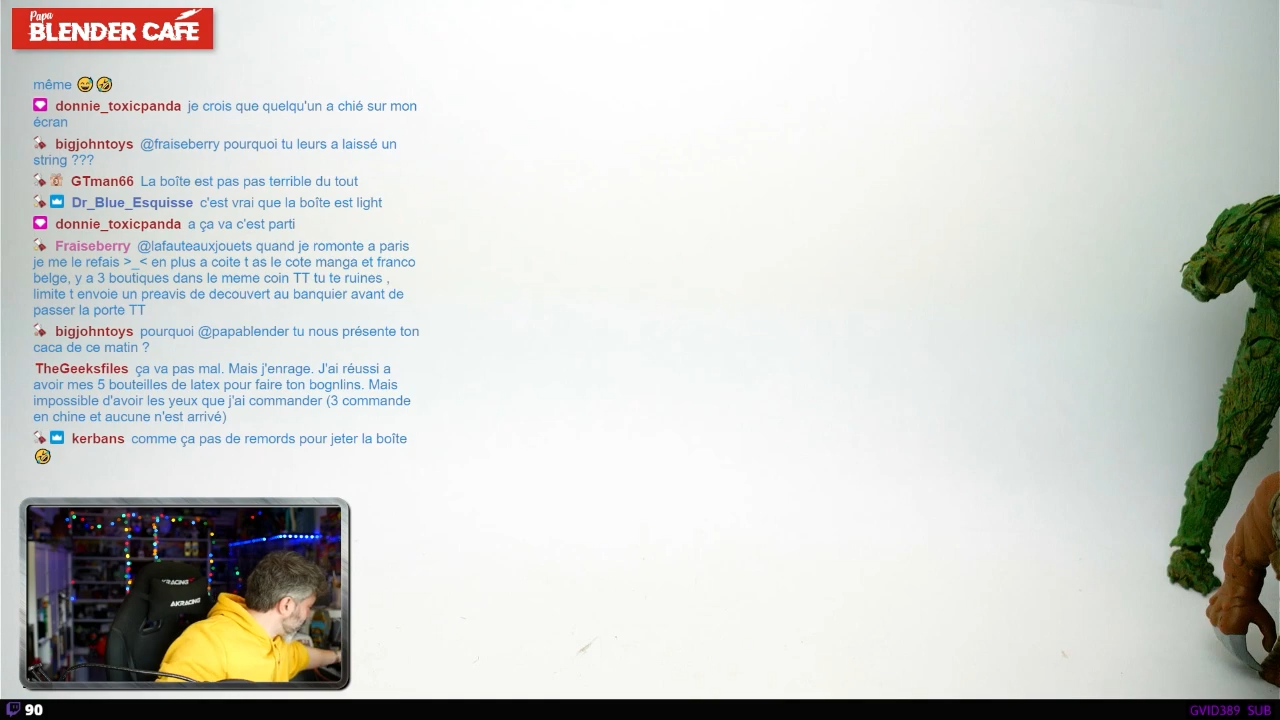 Papa
BLENDER CAFÉ
même
donnie_toxicpanda je crois que quelqu'un a chié sur mon
écran
bigjohntoys @fraiseberry pourquoi tu leurs a laissé un
string ???
GTman66 La boîte est pas pas terrible du tout
Dr_Blue_Esquisse c'est vrai que la boîte est light
donnie_toxicpanda a ça va c'est parti
Fraiseberry @lafauteauxjouets quand je romonte a paris
je me le refais >_< en plus a coite t as le cote manga et franco
belge, y a 3 boutiques dans le meme coin TT tu te ruines ,
limite t envoie un preavis de decouvert au banquier avant de
passer la porte TT
bigjohntoys pourquoi @papablender tu nous présente ton
caca de ce matin ?
TheGeeksfiles ça va pas mal. Mais j'enrage. J'ai réussi a
avoir mes 5 bouteilles de latex pour faire ton bognlins. Mais
impossible d'avoir les yeux que j'ai commander (3 commande
en chine et aucune n'est arrivé)
kerbans comme ça pas de remords pour jeter la boîte
AKRACING
AKRACING
90
GVID389 SUB